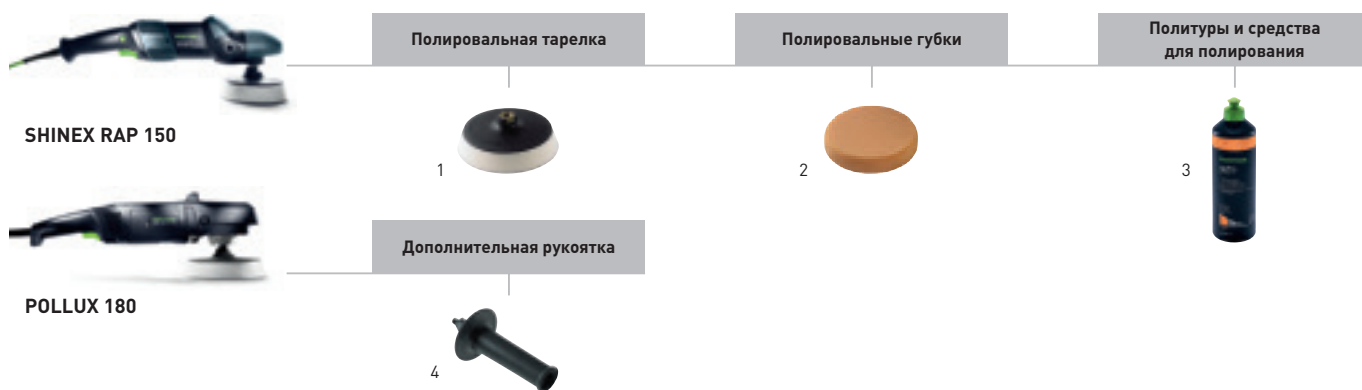 Полировальная тарелка
Полировальные губки
Политуры и средства
для полирования
SHINEX RAP 150
1
2
3
Дополнительная рукоятка
POLLUX 180
4